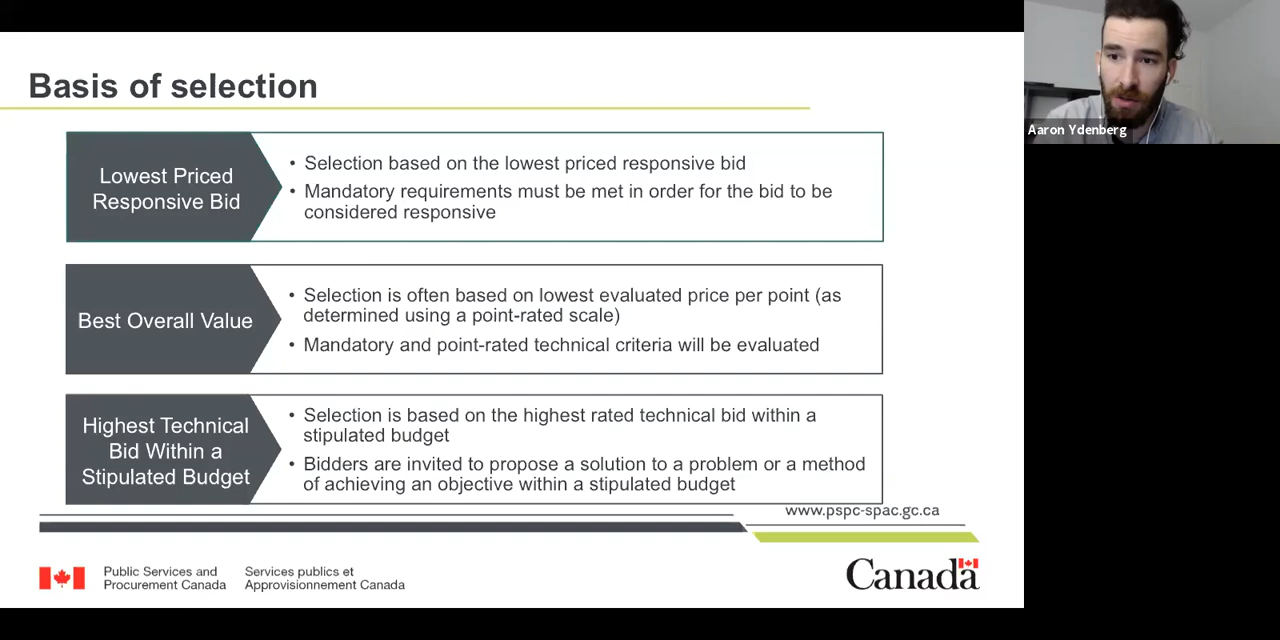 Basis of selection
Lowest Priced
Responsive Bid
• Selection based on the lowest priced responsive bid
• Mandatory requirements must be met in order for the bid to be
considered responsive
Best Overall Value
• Selection is often based on lowest evaluated price per point (as
determined using a point-rated scale)
• Mandatory and point-rated technical criteria will be evaluated
Highest Technical
Bid Within a
Stipulated Budget
• Selection is based on the highest rated technical bid within a
stipulated budget
• Bidders are invited to propose a solution to a problem or a method
of achieving an objective within a stipulated budget
www.pspc-spac.gc.ca
Public Services and
Procurement Canada
Services publics et
Approvisionnement Canada
Canada
Aaron Ydenberg